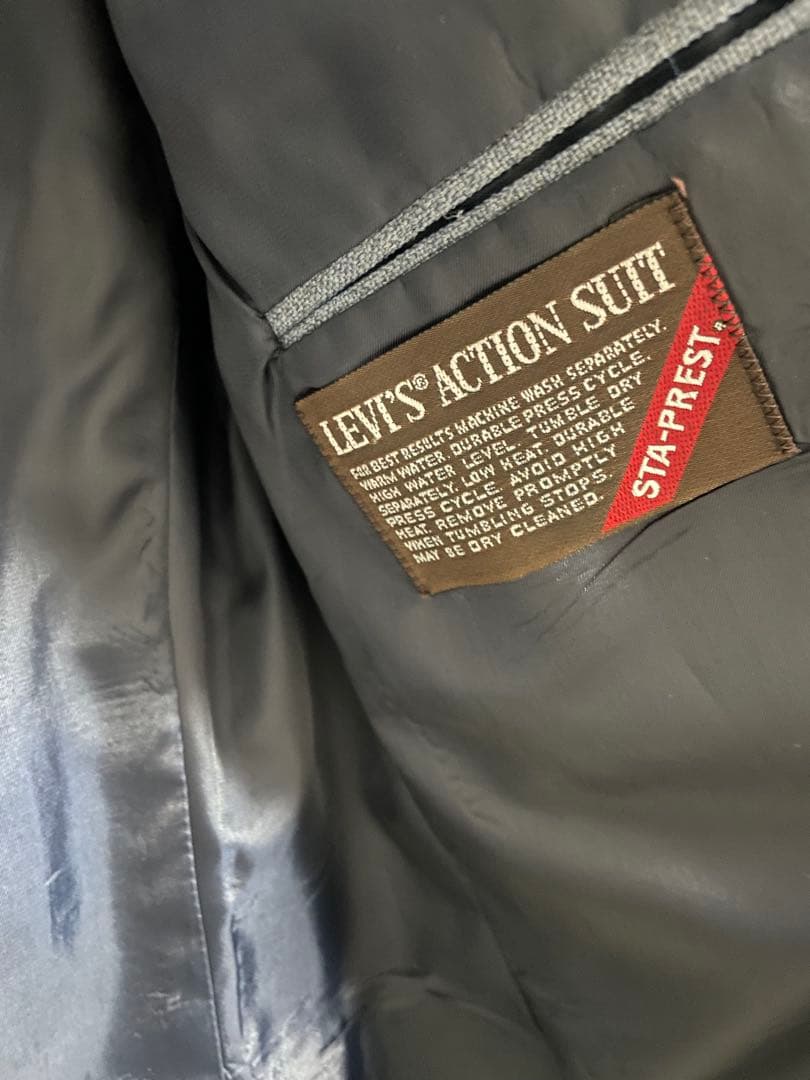 LEVI'S® ACTION SUIT
FOR BEST RESULTS MACHINE WASH SEPARATELY.
WARM WATER. DURABLE PRESS CYCLE.
HIGH WATER LEVEL. TUMBLE DRY
SEPARATELY. LOW HEAT. DURABLE
PRESS CYCLE. AVOID HIGH
HEAT. REMOVE PROMPTLY
WHEN TUMBLING STOPS.
MAY BE DRY CLEANED.
STA-PREST®